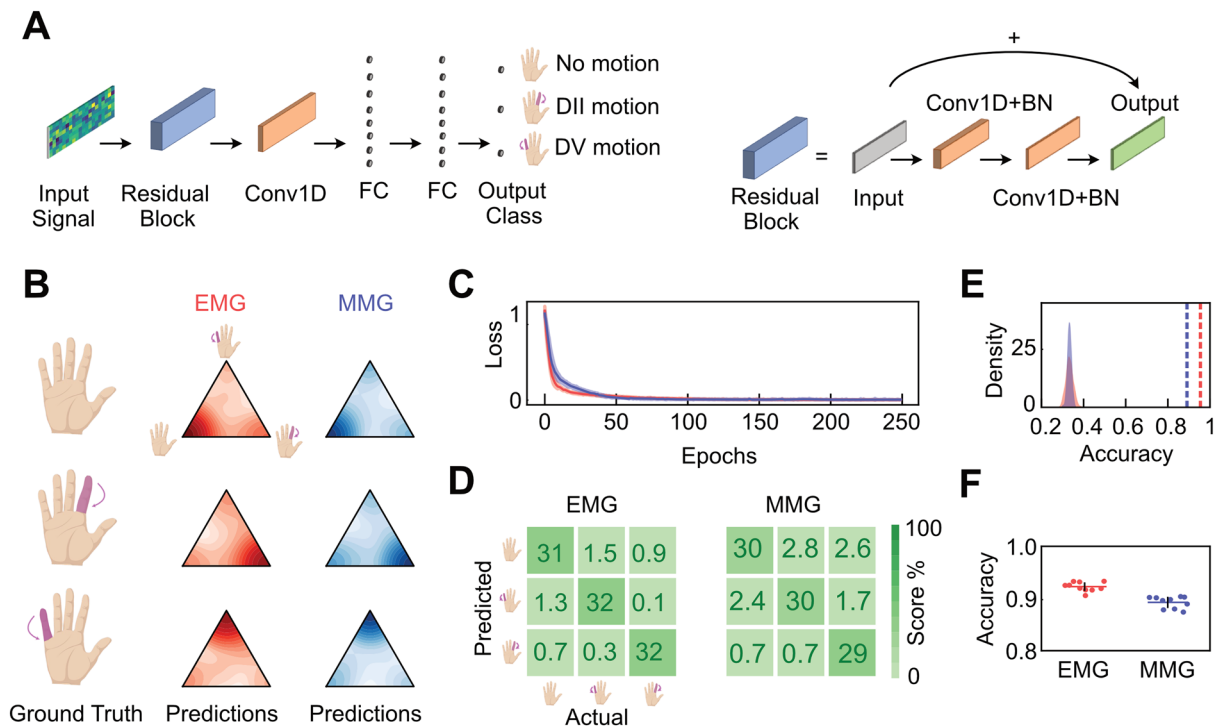 A
No motion
DII motion
DV motion
Input
Signal
Residual
Block
Conv1D
FC
FC
Output
Class
+
Conv1D+BN
Output
=
Residual
Block
Input
Conv1D+BN
B
EMG
MMG
Ground Truth
Predictions
Predictions
C
Loss
1
0
0
50
100
150
200
250
Epochs
D
EMG
MMG
Predicted
31 1.5 0.9
1.3 32 0.1
0.7 0.3 32
30 2.8 2.6
2.4 30 1.7
0.7 0.7 29
Actual
100
Score %
0
E
Density
25
0
0.2 0.4 0.6 0.8 1
Accuracy
F
Accuracy
1.0
0.9
0.8
EMG
MMG